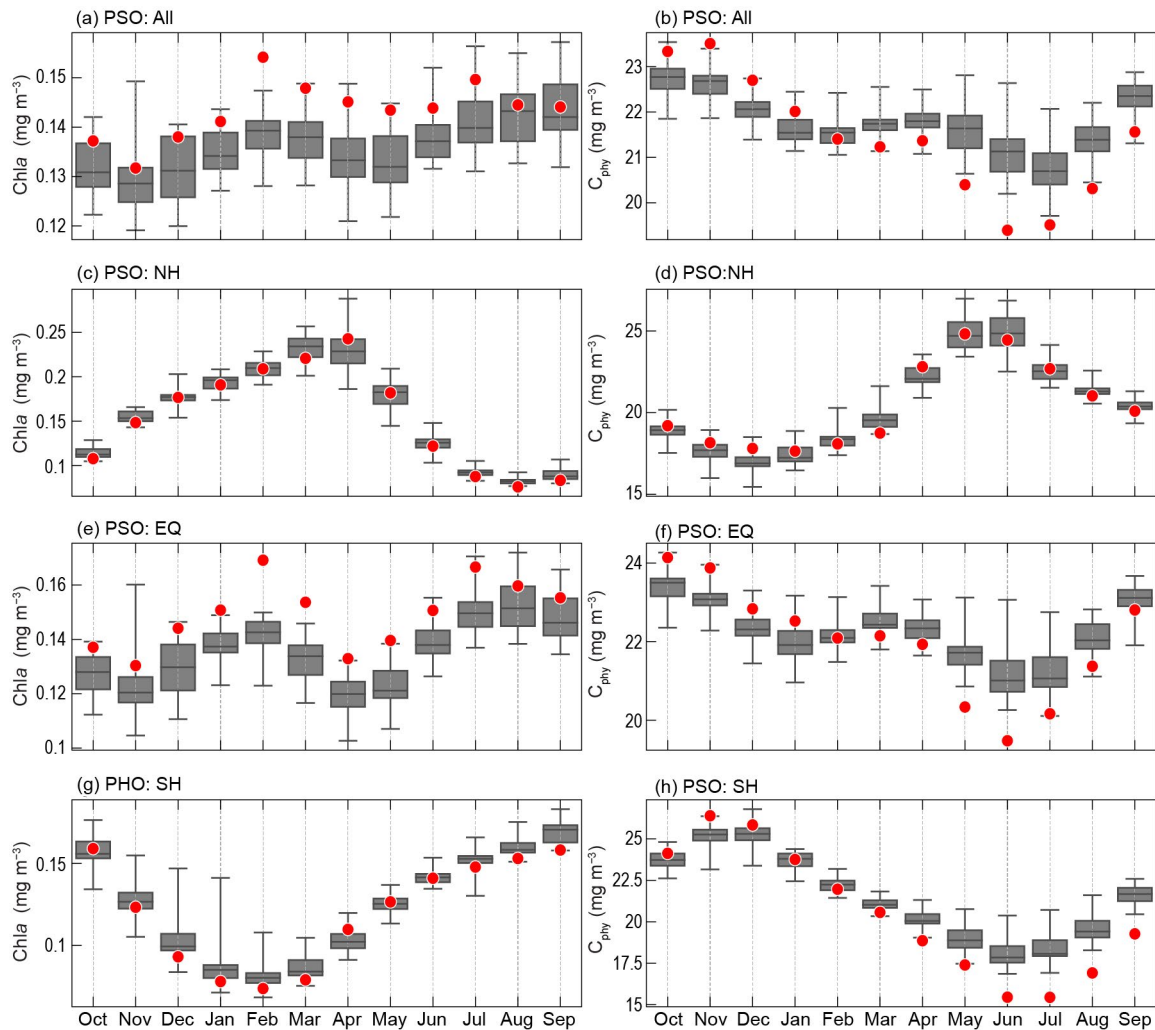 (a) PSO: All
Chla (mg m⁻³)
0.15
0.14
0.13
0.12
(b) PSO: All
C_phy (mg m⁻³)
23
22
21
20
(c) PSO: NH
Chla (mg m⁻³)
0.25
0.2
0.15
0.1
(d) PSO:NH
C_phy (mg m⁻³)
25
20
15
(e) PSO: EQ
Chla (mg m⁻³)
0.16
0.14
0.12
0.1
(f) PSO: EQ
C_phy (mg m⁻³)
24
22
20
(g) PHO: SH
Chla (mg m⁻³)
0.15
0.1
Oct Nov Dec Jan Feb Mar Apr May Jun Jul Aug Sep
(h) PSO: SH
C_phy (mg m⁻³)
25
22.5
20
17.5
15
Oct Nov Dec Jan Feb Mar Apr May Jun Jul Aug Sep